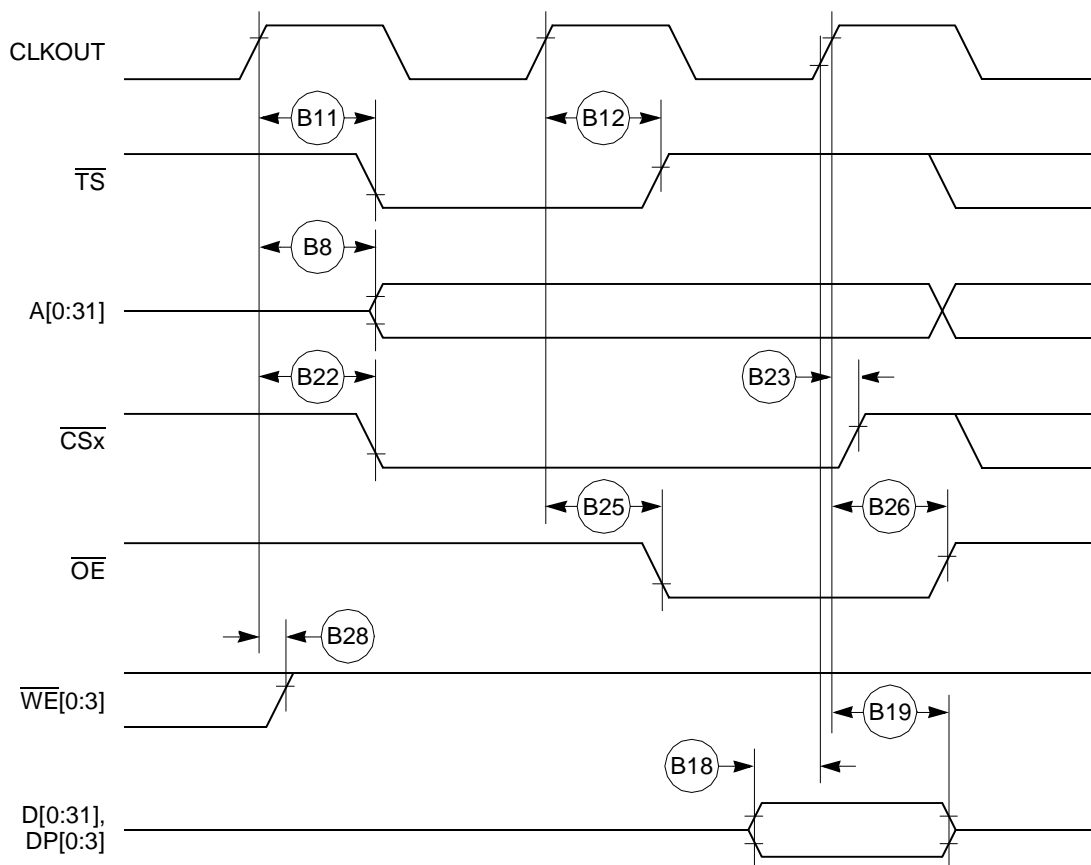 CLKOUT
B11
B12
TS
B8
A[0:31]
B22
B23
CSx
B25
B26
OE
B28
WE[0:3]
B19
B18
D[0:31],
DP[0:3]